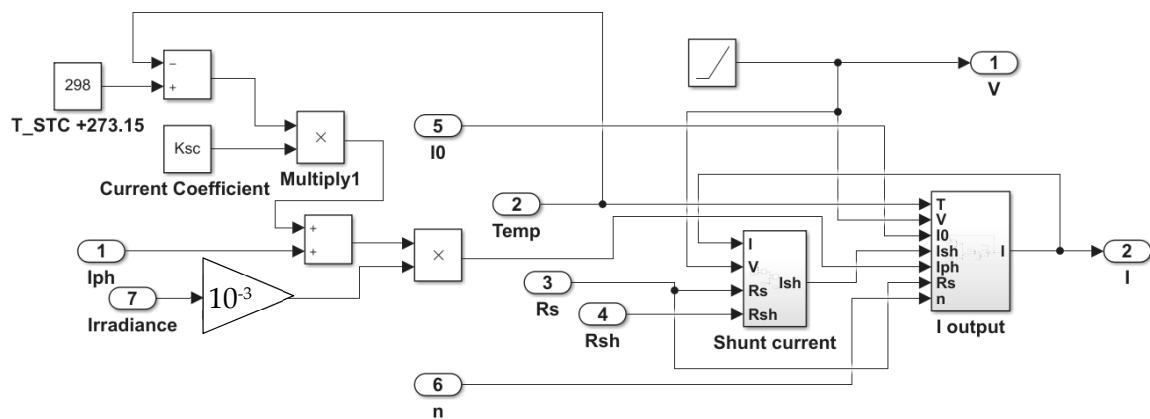 −
+
298
T_STC +273.15
Ksc
Current Coefficient
×
Multiply1
+
+
1
Iph
×
7
Irradiance
10-3
5
I0
2
Temp
3
Rs
4
Rsh
6
n
I
V
Rs
Rsh
Ish
Shunt current
1
V
T
V
I0
Ish
Iph
Rs
n
I
I output
2
I